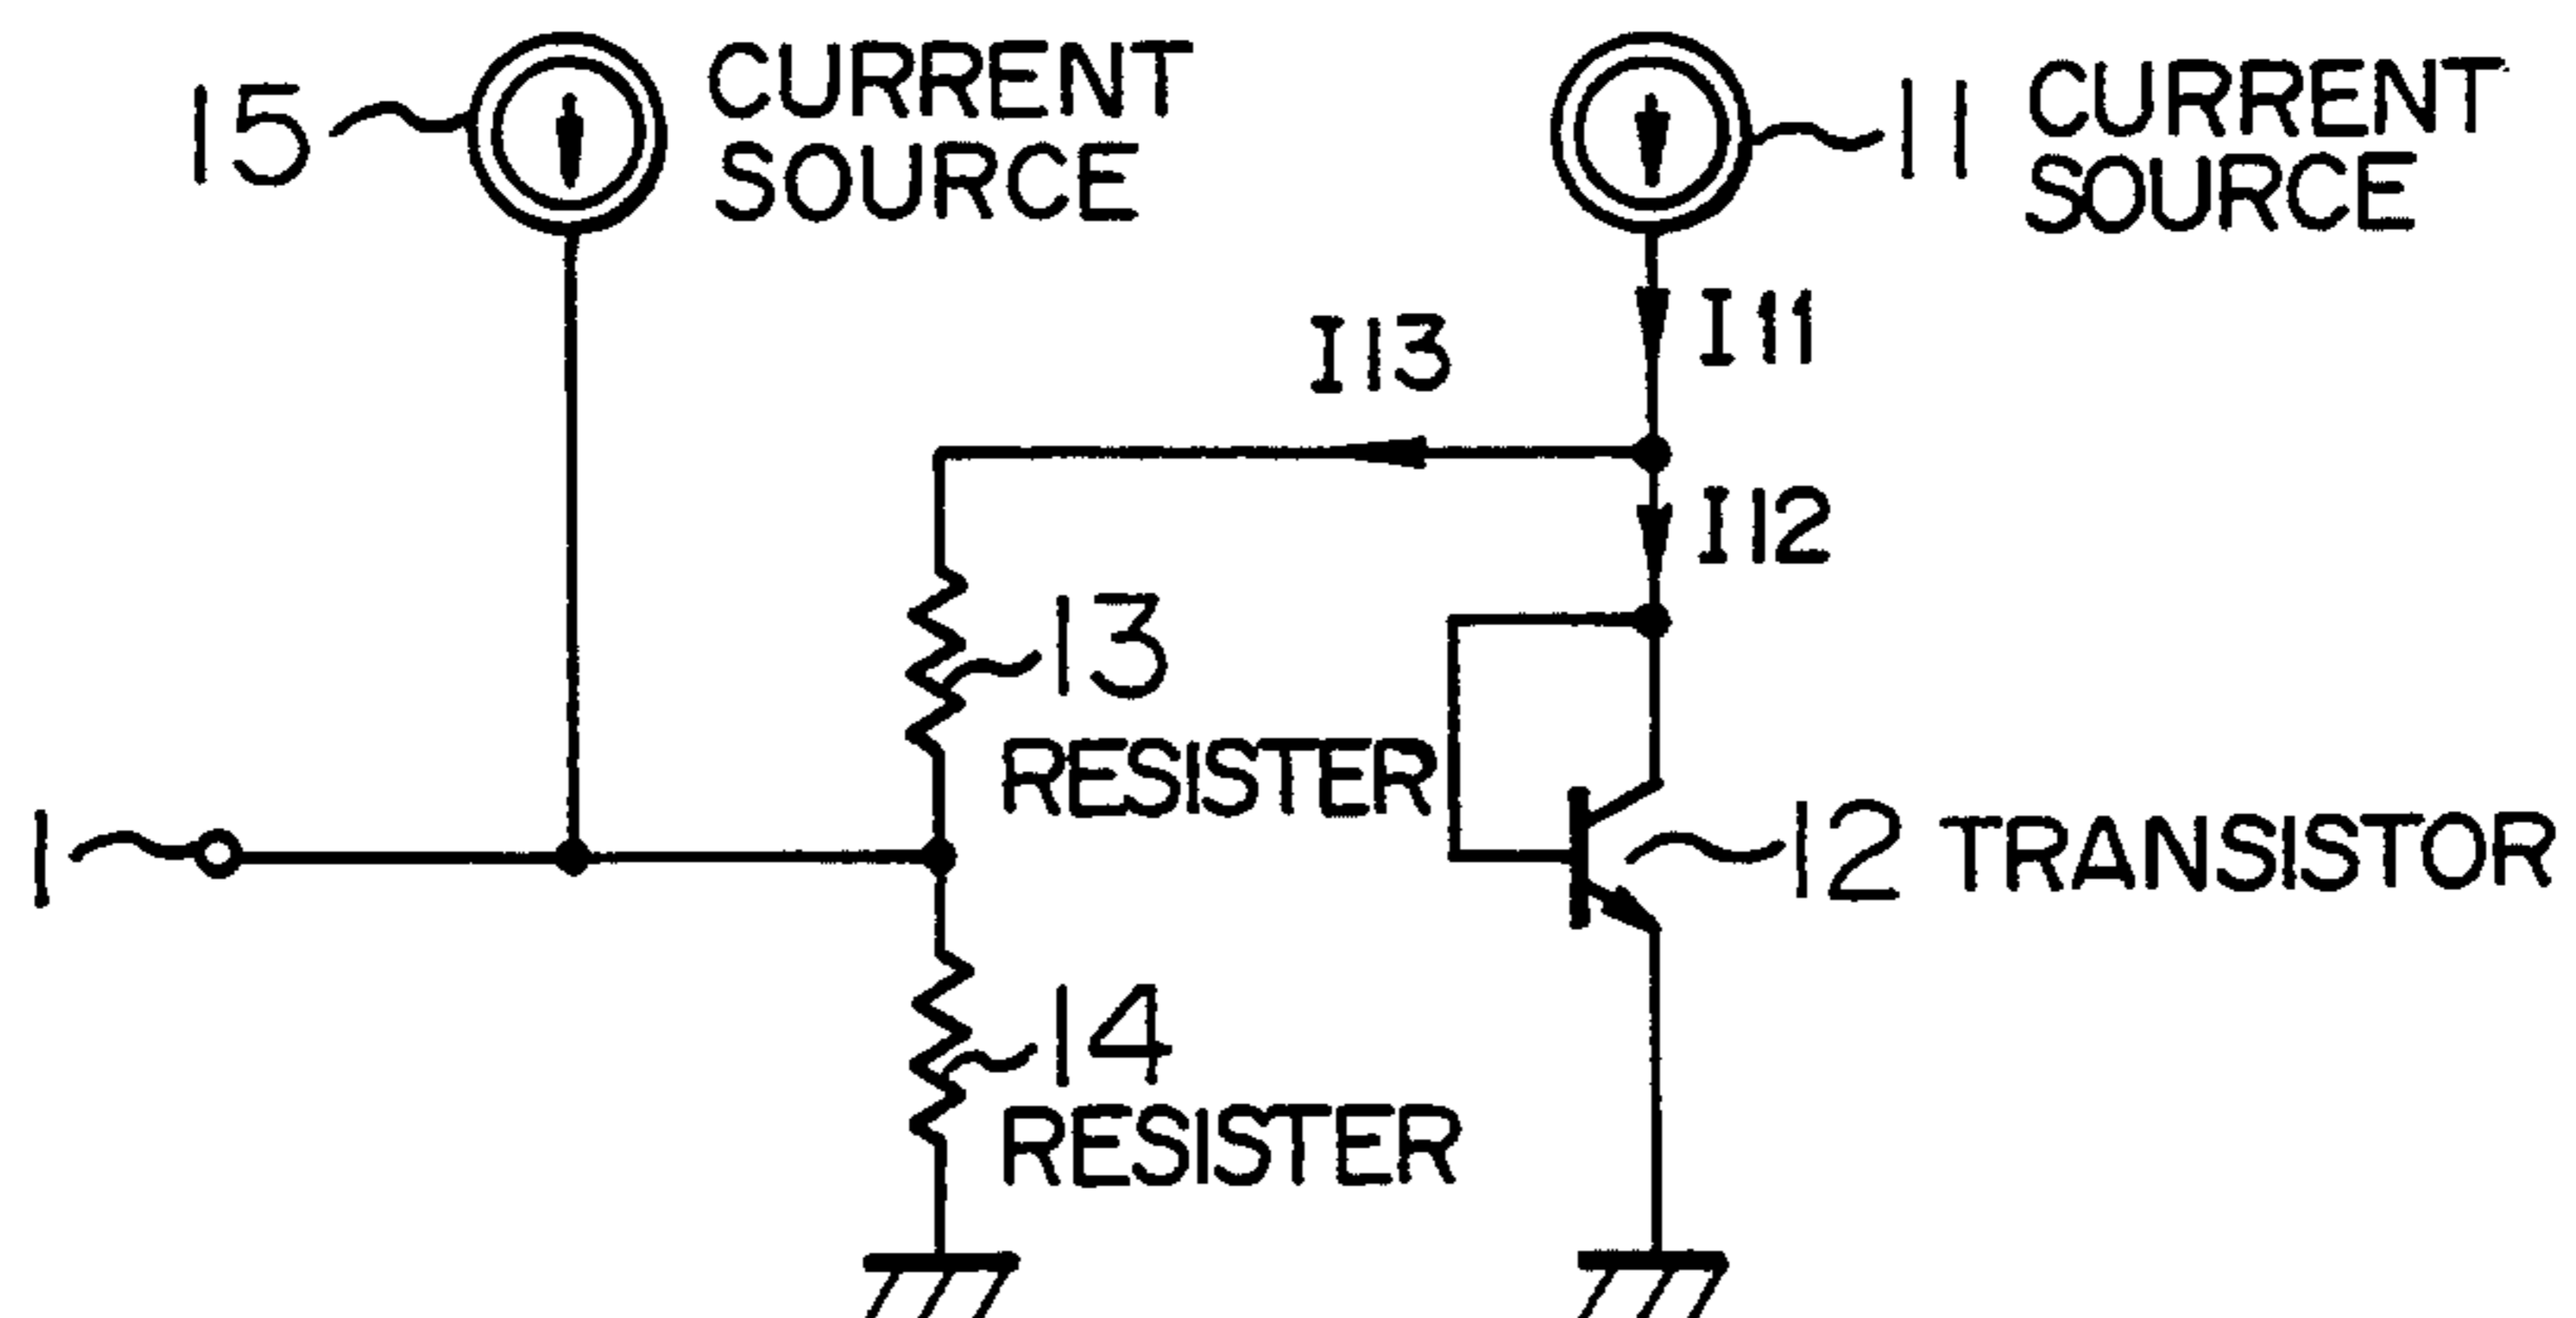 15
CURRENT
SOURCE
11
CURRENT
SOURCE
I11
I13
I12
13
RESISTER
1
12 TRANSISTOR
14
RESISTER